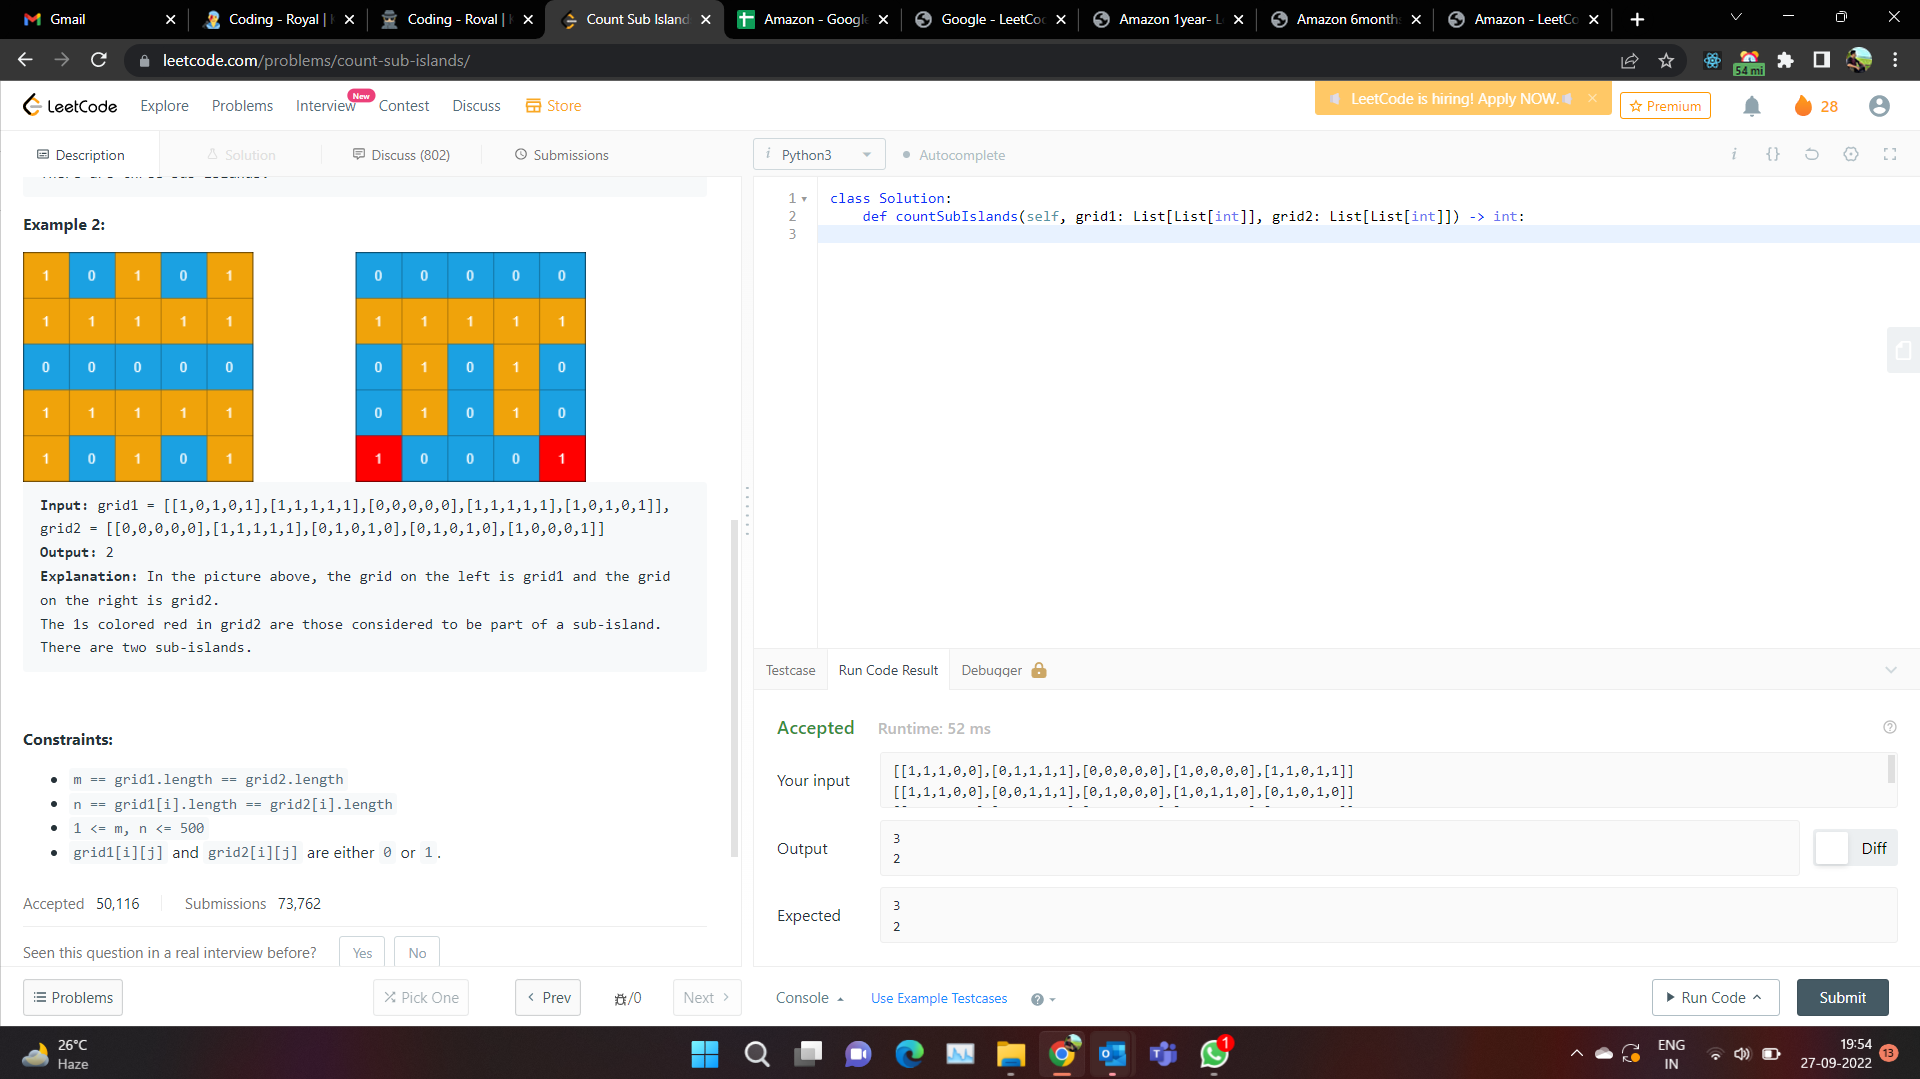 Gmail
Coding - Royal |
Coding - Royal |
Count Sub Island
Amazon - Google
Google - LeetCo
Amazon 1year- L
Amazon 6month
Amazon - LeetCo
leetcode.com/problems/count-sub-islands/
54 mi
LeetCode
Explore
Problems
Interview
New
Contest
Discuss
Store
LeetCode is hiring! Apply NOW.
Premium
28
Description
Solution
Discuss (802)
Submissions
i Python3
Autocomplete
i {}
Example 2:
1 0 1 0 1
1 1 1 1 1
0 0 0 0 0
1 1 1 1 1
1 0 1 0 1
0 0 0 0 0
1 1 1 1 1
0 1 0 1 0
0 1 0 1 0
1 0 0 0 1
Input: grid1 = [[1,0,1,0,1],[1,1,1,1,1],[0,0,0,0,0],[1,1,1,1,1],[1,0,1,0,1]],
grid2 = [[0,0,0,0,0],[1,1,1,1,1],[0,1,0,1,0],[0,1,0,1,0],[1,0,0,0,1]]
Output: 2
Explanation: In the picture above, the grid on the left is grid1 and the grid
on the right is grid2.
The 1s colored red in grid2 are those considered to be part of a sub-island.
There are two sub-islands.
Constraints:
m == grid1.length == grid2.length
n == grid1[i].length == grid2[i].length
1 <= m, n <= 500
grid1[i][j] and grid2[i][j] are either 0 or 1.
Accepted 50,116
Submissions 73,762
Seen this question in a real interview before?
Yes
No
Problems
Pick One
Prev
/0
Next
1 class Solution:
2 def countSubIslands(self, grid1: List[List[int]], grid2: List[List[int]]) -> int:
3
Testcase
Run Code Result
Debugger
Accepted
Runtime: 52 ms
Your input
[[1,1,1,0,0],[0,1,1,1,1],[0,0,0,0,0],[1,0,0,0,0],[1,1,0,1,1]]
[[1,1,1,0,0],[0,0,1,1,1],[0,1,0,0,0],[1,0,1,1,0],[0,1,0,1,0]]
Output
3
2
Diff
Expected
3
2
Console
Use Example Testcases
Run Code
Submit
26°C
Haze
1
ENG
IN
19:54
27-09-2022
13